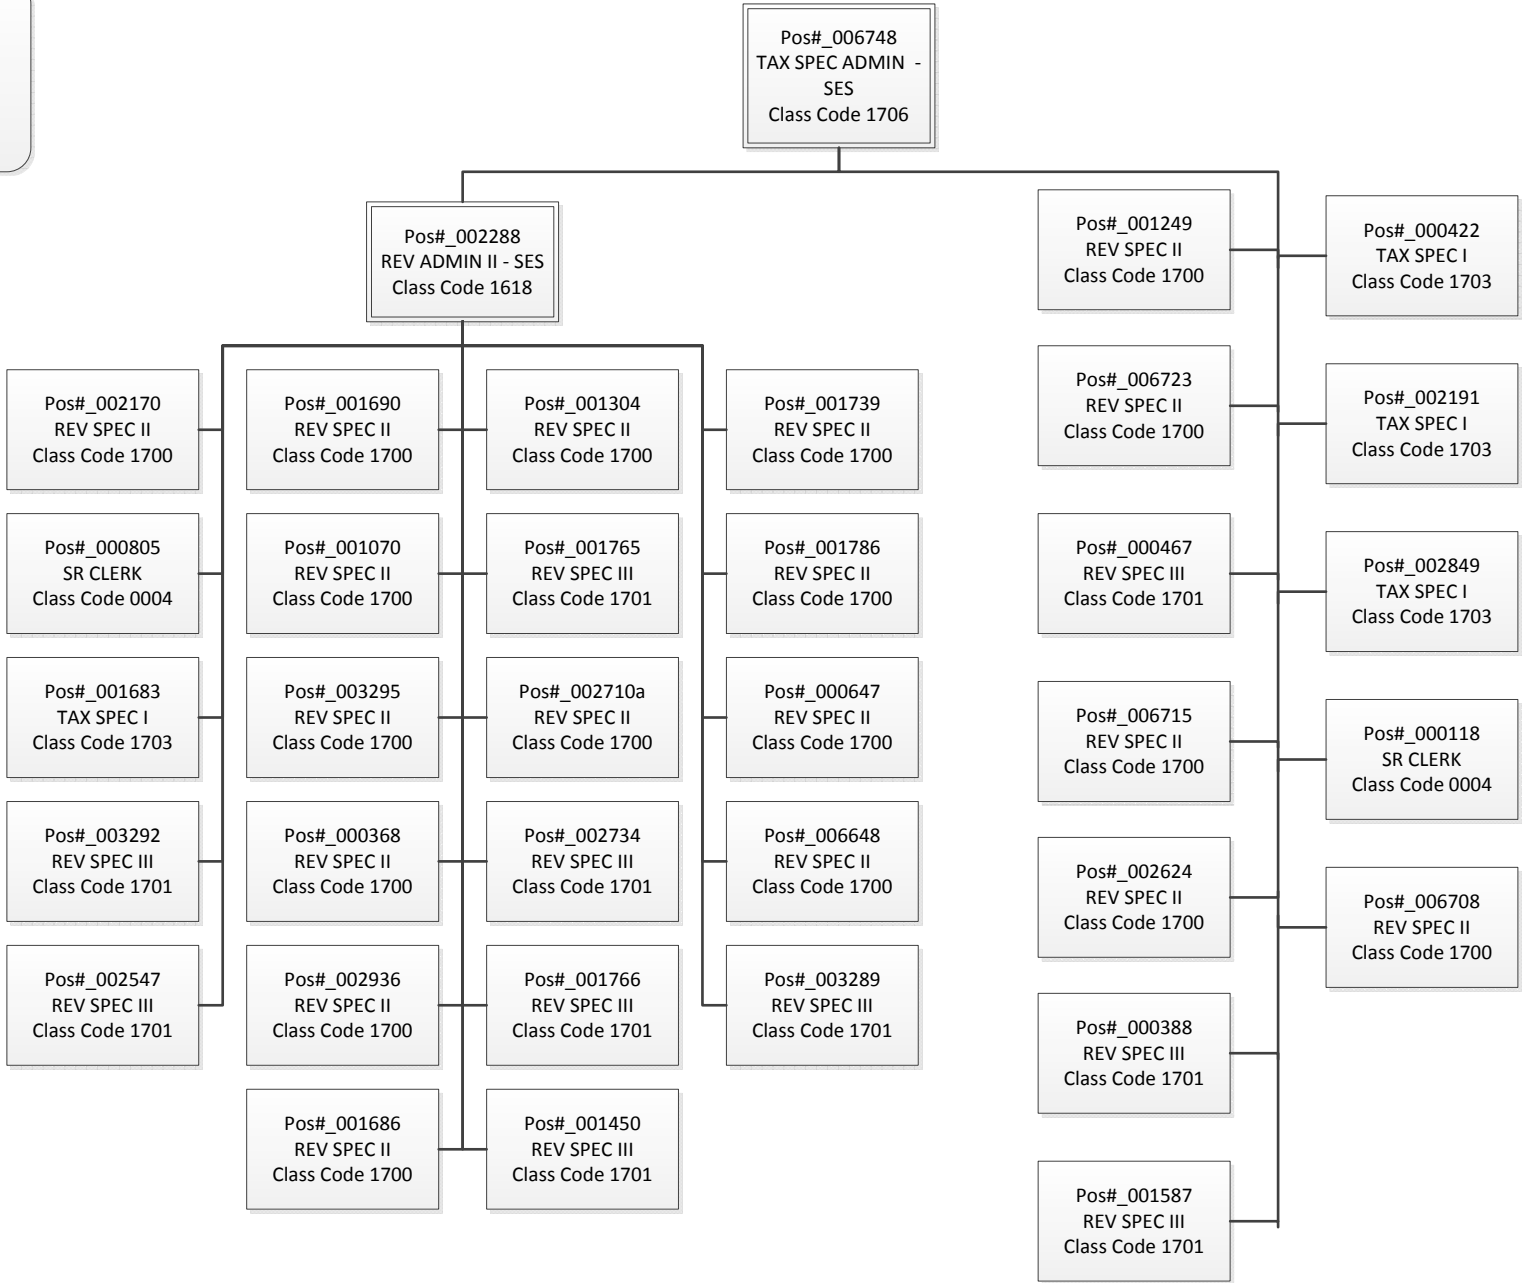 Pos#_006748
TAX SPEC ADMIN -
SES
Class Code 1706
Pos#_002288
REV ADMIN II - SES
Class Code 1618
Pos#_002170
REV SPEC II
Class Code 1700
Pos#_000805
SR CLERK
Class Code 0004
Pos#_001683
TAX SPEC I
Class Code 1703
Pos#_003292
REV SPEC III
Class Code 1701
Pos#_002547
REV SPEC III
Class Code 1701
Pos#_001690
REV SPEC II
Class Code 1700
Pos#_001070
REV SPEC II
Class Code 1700
Pos#_003295
REV SPEC II
Class Code 1700
Pos#_000368
REV SPEC II
Class Code 1700
Pos#_002936
REV SPEC II
Class Code 1700
Pos#_001686
REV SPEC II
Class Code 1700
Pos#_001304
REV SPEC II
Class Code 1700
Pos#_001765
REV SPEC III
Class Code 1701
Pos#_002710a
REV SPEC II
Class Code 1700
Pos#_002734
REV SPEC III
Class Code 1701
Pos#_001766
REV SPEC III
Class Code 1701
Pos#_001450
REV SPEC III
Class Code 1701
Pos#_001739
REV SPEC II
Class Code 1700
Pos#_001786
REV SPEC II
Class Code 1700
Pos#_000647
REV SPEC II
Class Code 1700
Pos#_006648
REV SPEC II
Class Code 1700
Pos#_003289
REV SPEC III
Class Code 1701
Pos#_001249
REV SPEC II
Class Code 1700
Pos#_006723
REV SPEC II
Class Code 1700
Pos#_000467
REV SPEC III
Class Code 1701
Pos#_006715
REV SPEC II
Class Code 1700
Pos#_002624
REV SPEC II
Class Code 1700
Pos#_000388
REV SPEC III
Class Code 1701
Pos#_001587
REV SPEC III
Class Code 1701
Pos#_000422
TAX SPEC I
Class Code 1703
Pos#_002191
TAX SPEC I
Class Code 1703
Pos#_002849
TAX SPEC I
Class Code 1703
Pos#_000118
SR CLERK
Class Code 0004
Pos#_006708
REV SPEC II
Class Code 1700